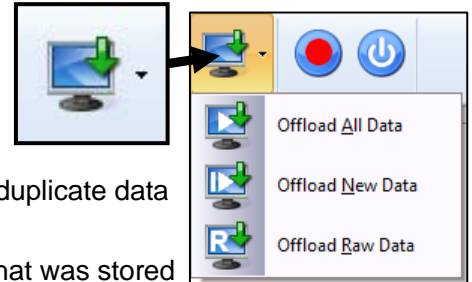 Offload All Data
Offload New Data
duplicate data
Offload Raw Data
R
hat was stored